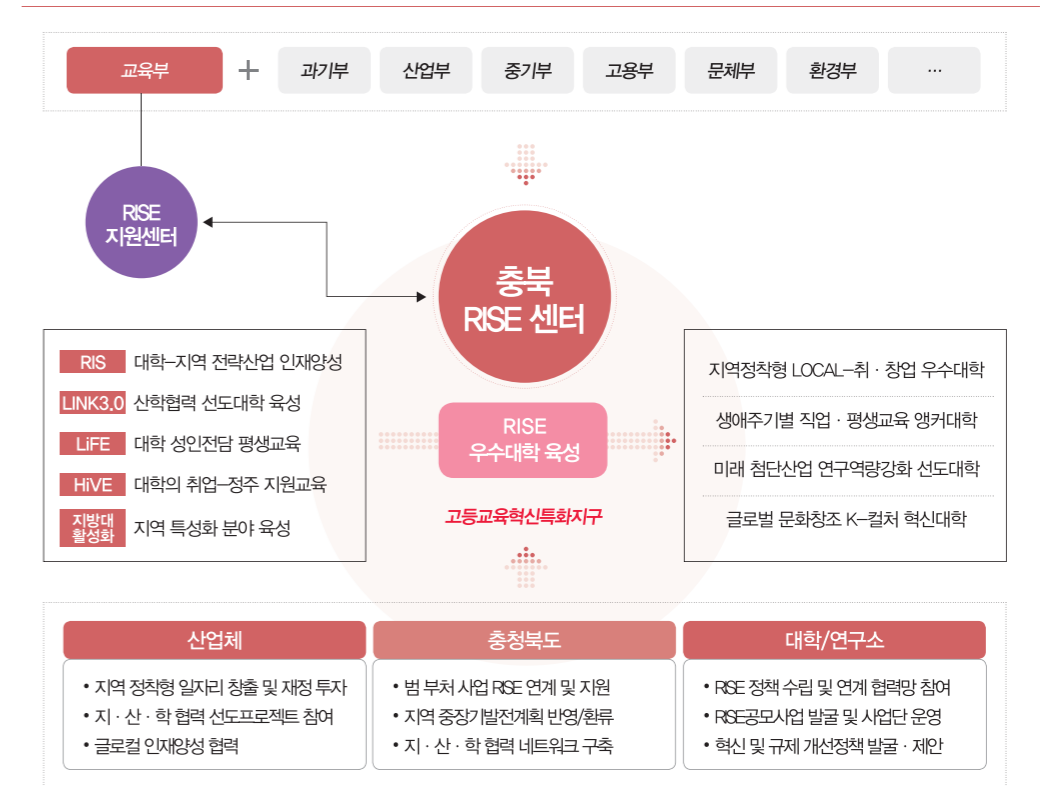 교육부 + 과기부 산업부 중기부 고용부 문체부 환경부 …
RISE
지원센터
충북
RISE 센터
RIS 대학-지역 전략산업 인재양성
LINK3.0 산학협력 선도대학 육성
LiFE 대학 성인전담 평생교육
HiVE 대학의 취업-정주 지원교육
지방대
활성화 지역 특성화 분야 육성
RISE
우수대학 육성
고등교육혁신특화지구
지역정착형 LOCAL-취 · 창업 우수대학
생애주기별 직업 · 평생교육 앵커대학
미래 첨단산업 연구역량강화 선도대학
글로벌 문화창조 K-컬처 혁신대학
산업체
• 지역 정착형 일자리 창출 및 재정 투자
• 지 · 산 · 학 협력 선도프로젝트 참여
• 글로컬 인재양성 협력
충청북도
• 범 부처 사업 RISE 연계 및 지원
• 지역 중장기발전계획 반영/환류
• 지 · 산 · 학 협력 네트워크 구축
대학/연구소
• RISE 정책 수립 및 연계 협력망 참여
• RISE공모사업 발굴 및 사업단 운영
• 혁신 및 규제 개선정책 발굴 · 제안